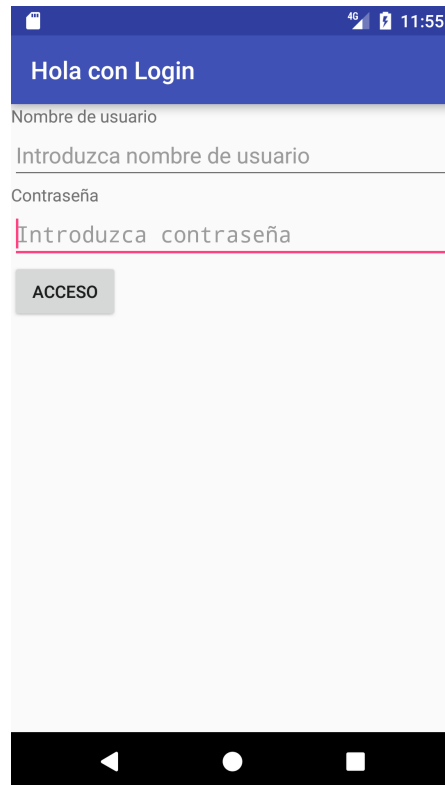 4G 11:55
Hola con Login
Nombre de usuario
Introduzca nombre de usuario
Contraseña
Introduzca contraseña
ACCESO